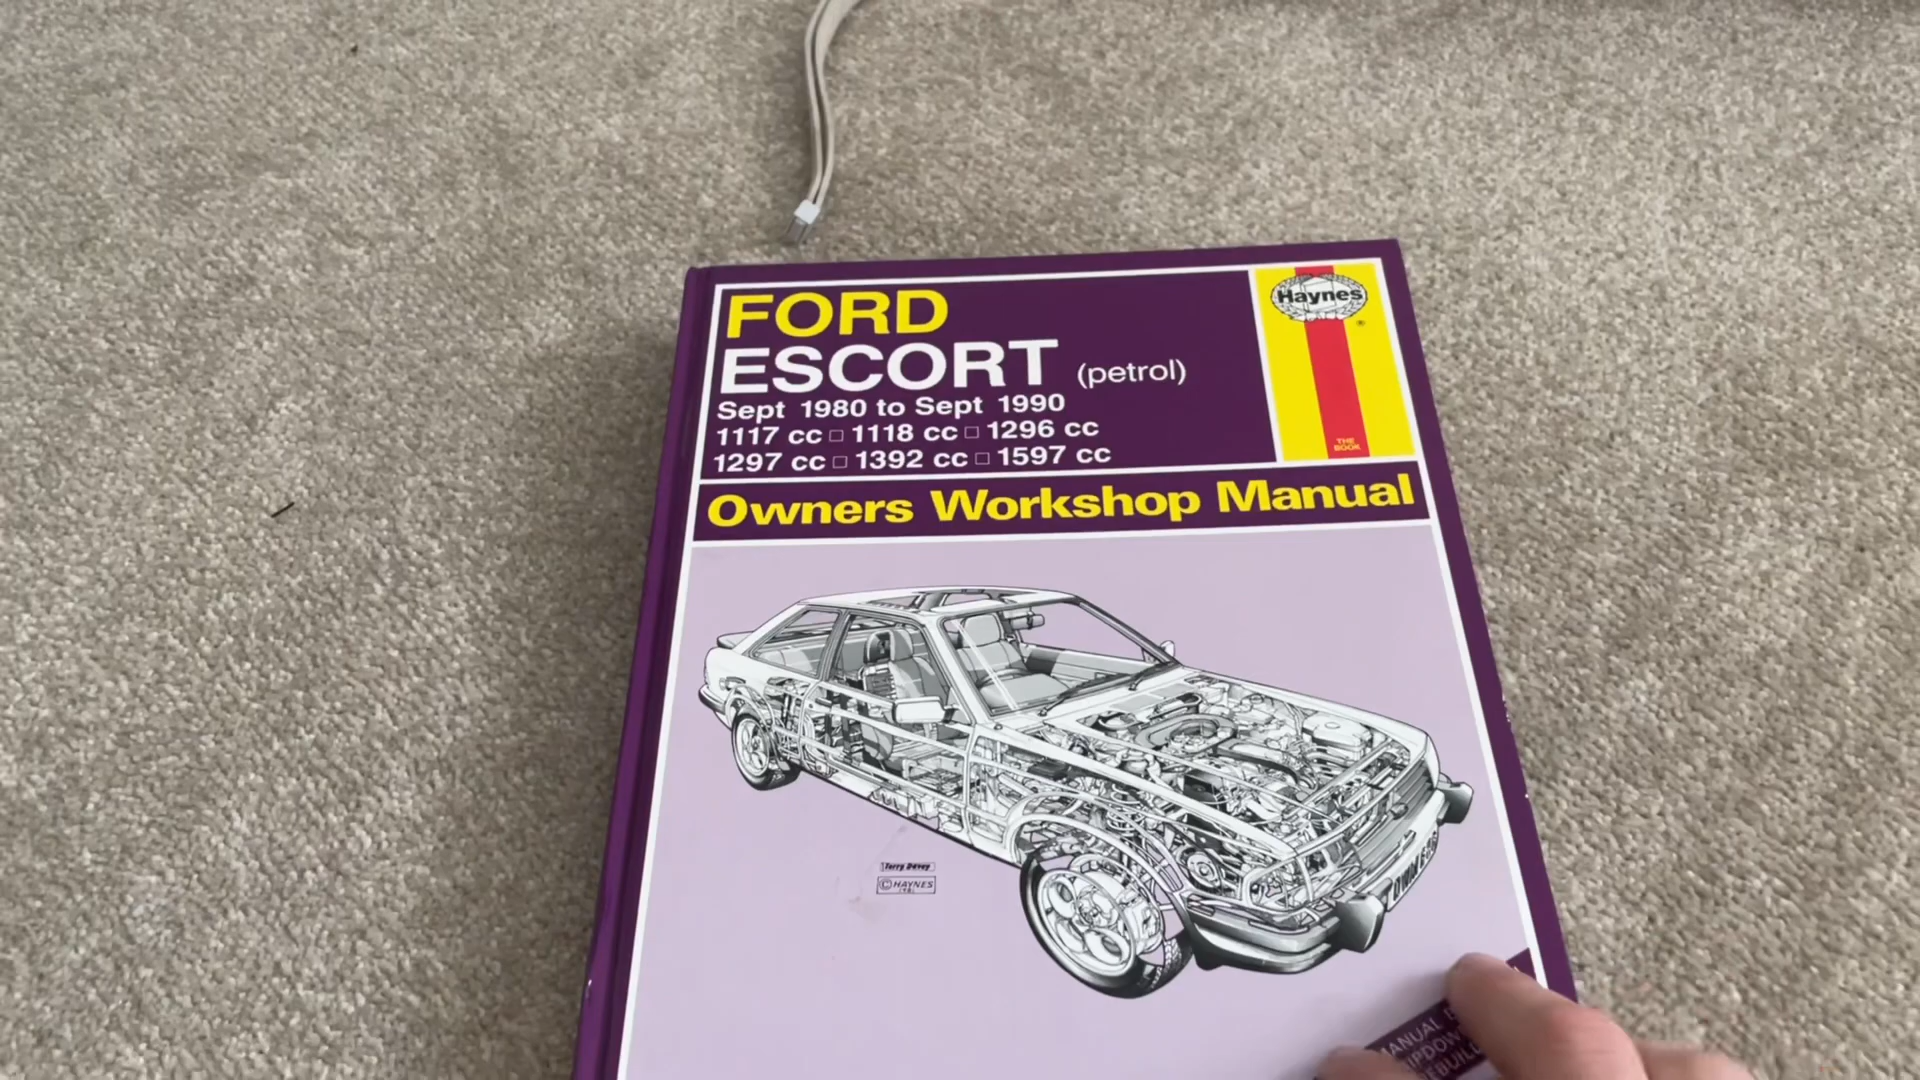 FORD
ESCORT (petrol)
Sept 1980 to Sept 1990
1117 cc □ 1118 cc □ 1296 cc
1297 cc □ 1392 cc □ 1597 cc
Haynes
®
THE
BOOK
Owners Workshop Manual
Terry Davey
© HAYNES
MANUAL